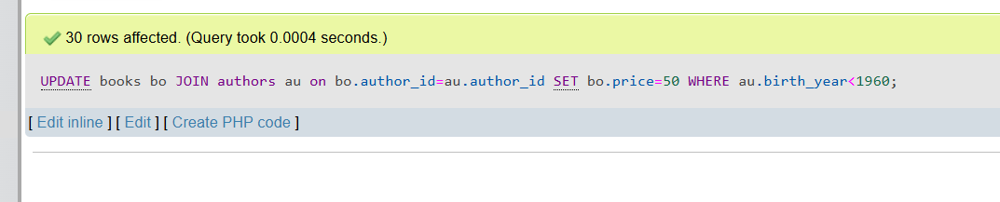 30 rows affected. (Query took 0.0004 seconds.)
UPDATE books bo JOIN authors au on bo.author_id=au.author_id SET bo.price=50 WHERE au.birth_year<1960;
[ Edit inline ] [ Edit ] [ Create PHP code ]